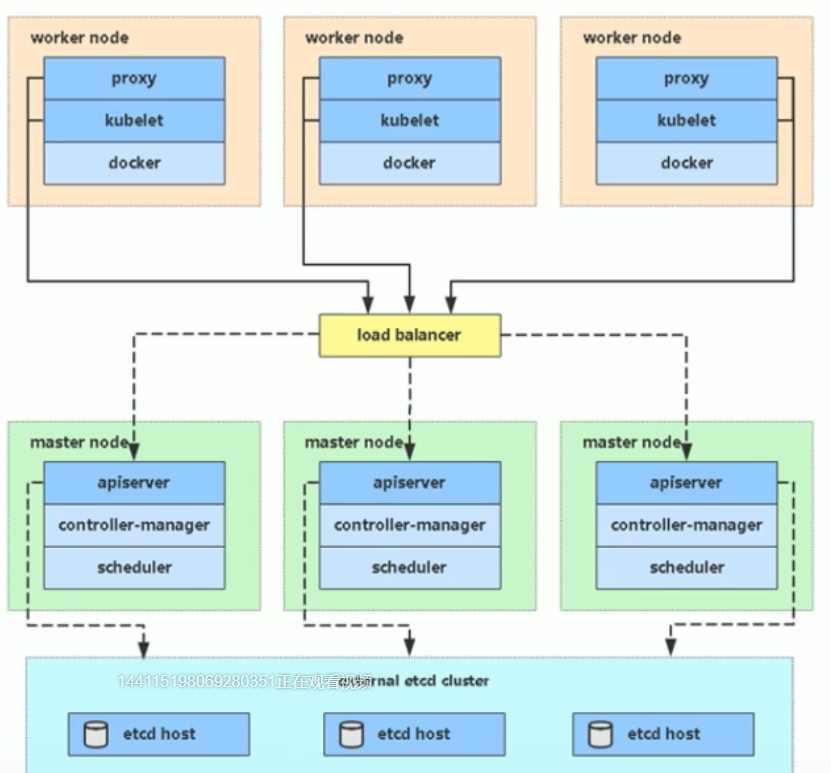 worker node
worker node
worker node
proxy
proxy
proxy
kubelet
kubelet
kubelet
docker
docker
docker
load balancer
master node
master node
master node
apiserver
apiserver
apiserver
controller-manager
controller-manager
controller-manager
scheduler
scheduler
scheduler
144115198069280351正在观看视频
etcd cluster
etcd host
etcd host
etcd host